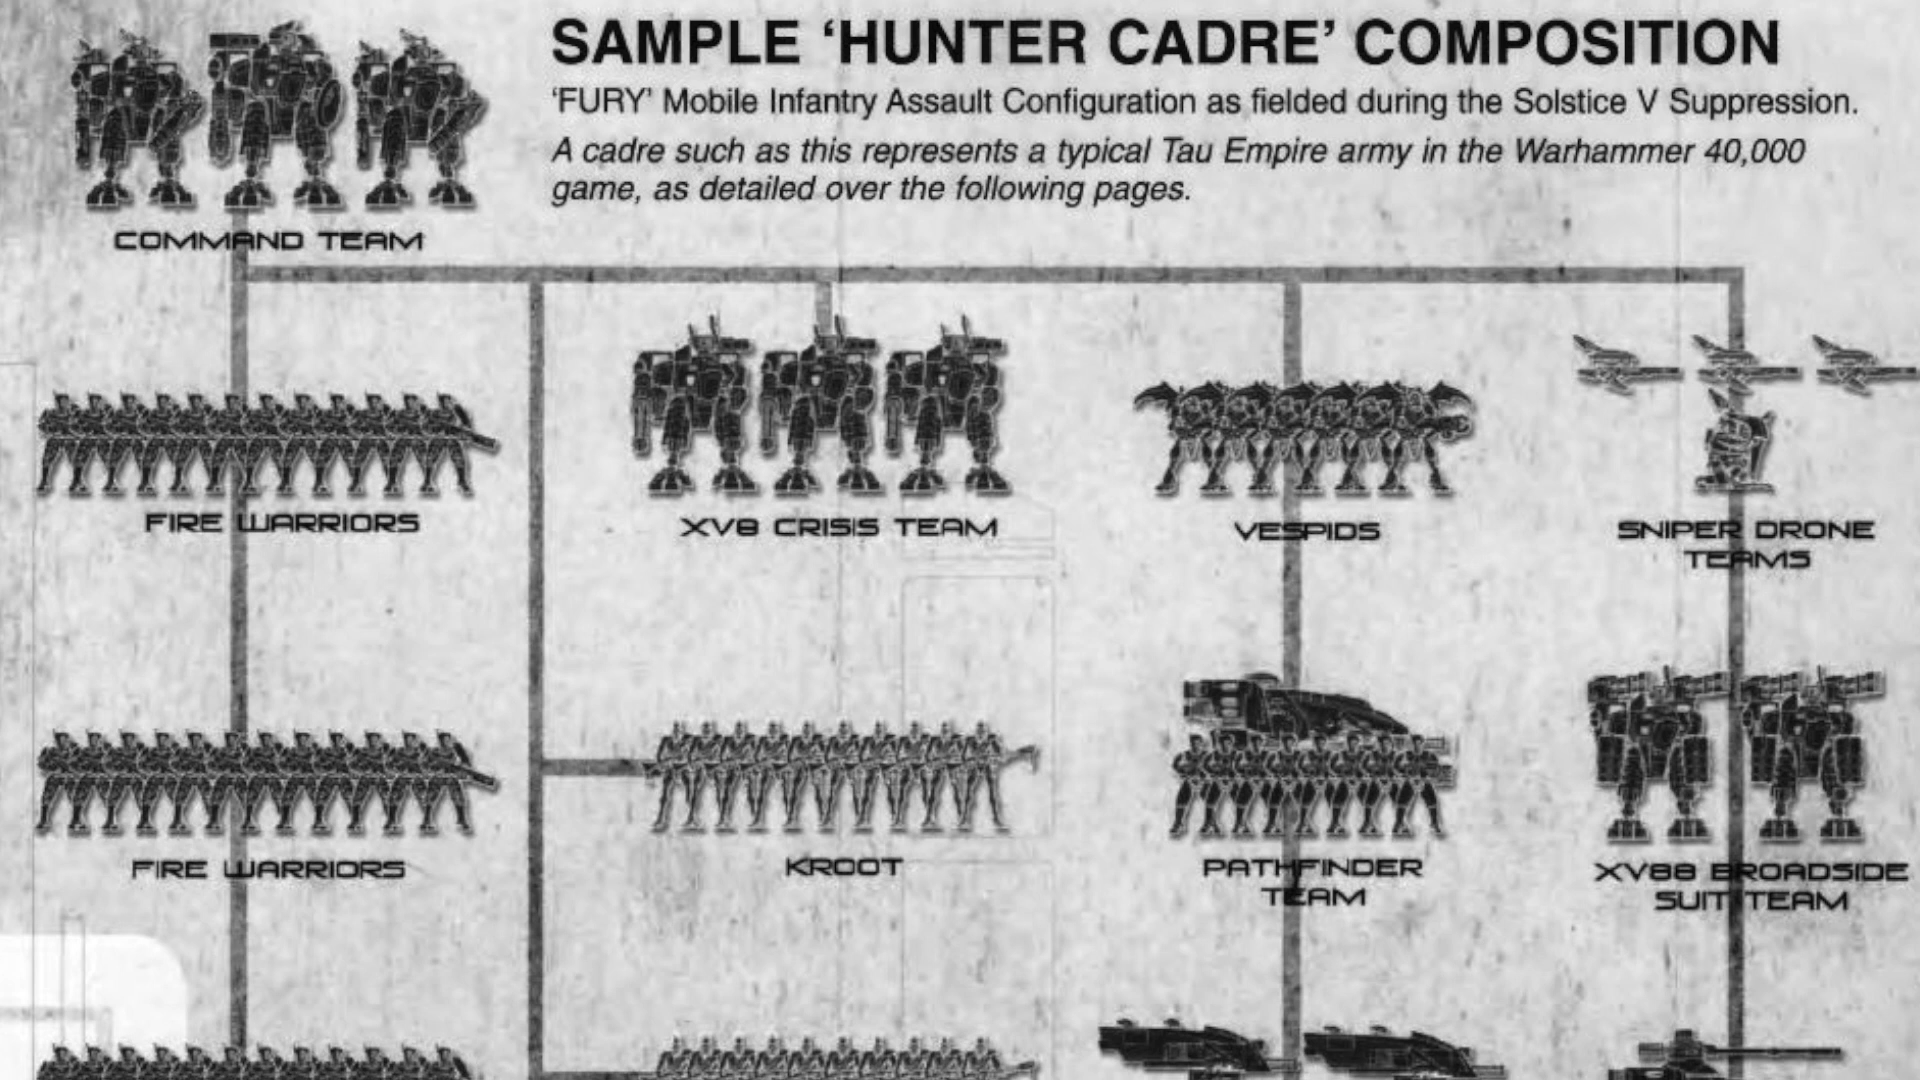 SAMPLE ‘HUNTER CADRE’ COMPOSITION
‘FURY’ Mobile Infantry Assault Configuration as fielded during the Solstice V Suppression.
A cadre such as this represents a typical Tau Empire army in the Warhammer 40,000
game, as detailed over the following pages.
COMMAND TEAM
FIRE WARRIORS
XV8 CRISIS TEAM
VESPIDS
SNIPER DRONE
TEAMS
FIRE WARRIORS
KROOT
PATHFINDER
TEAM
XV88 BROADSIDE
SUIT TEAM